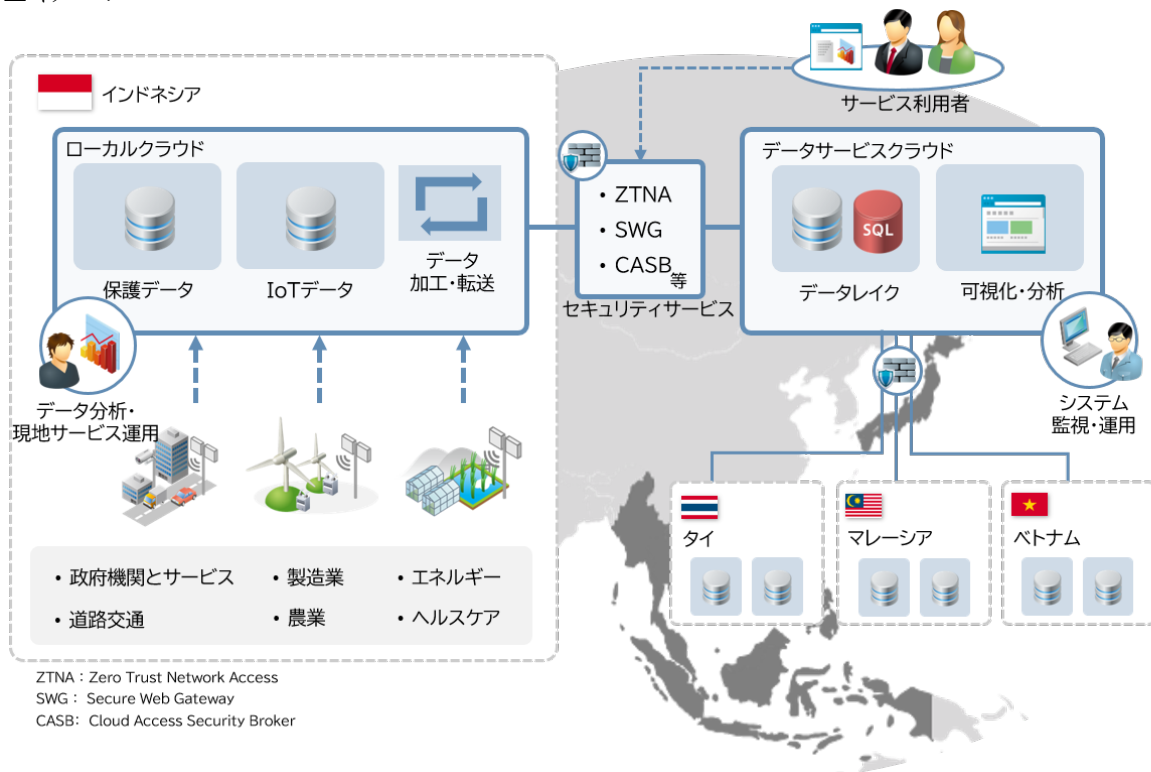 インドネシア
ローカルクラウド
保護データ
IoTデータ
データ
加工・転送
データ分析・
現地サービス運用
・政府機関とサービス
・製造業
・エネルギー
・道路交通
・農業
・ヘルスケア
・ZTNA
・SWG
・CASB等
セキュリティサービス
サービス利用者
データサービスクラウド
SQL
データレイク
可視化・分析
システム
監視・運用
タイ
マレーシア
ベトナム
ZTNA：Zero Trust Network Access
SWG： Secure Web Gateway
CASB： Cloud Access Security Broker